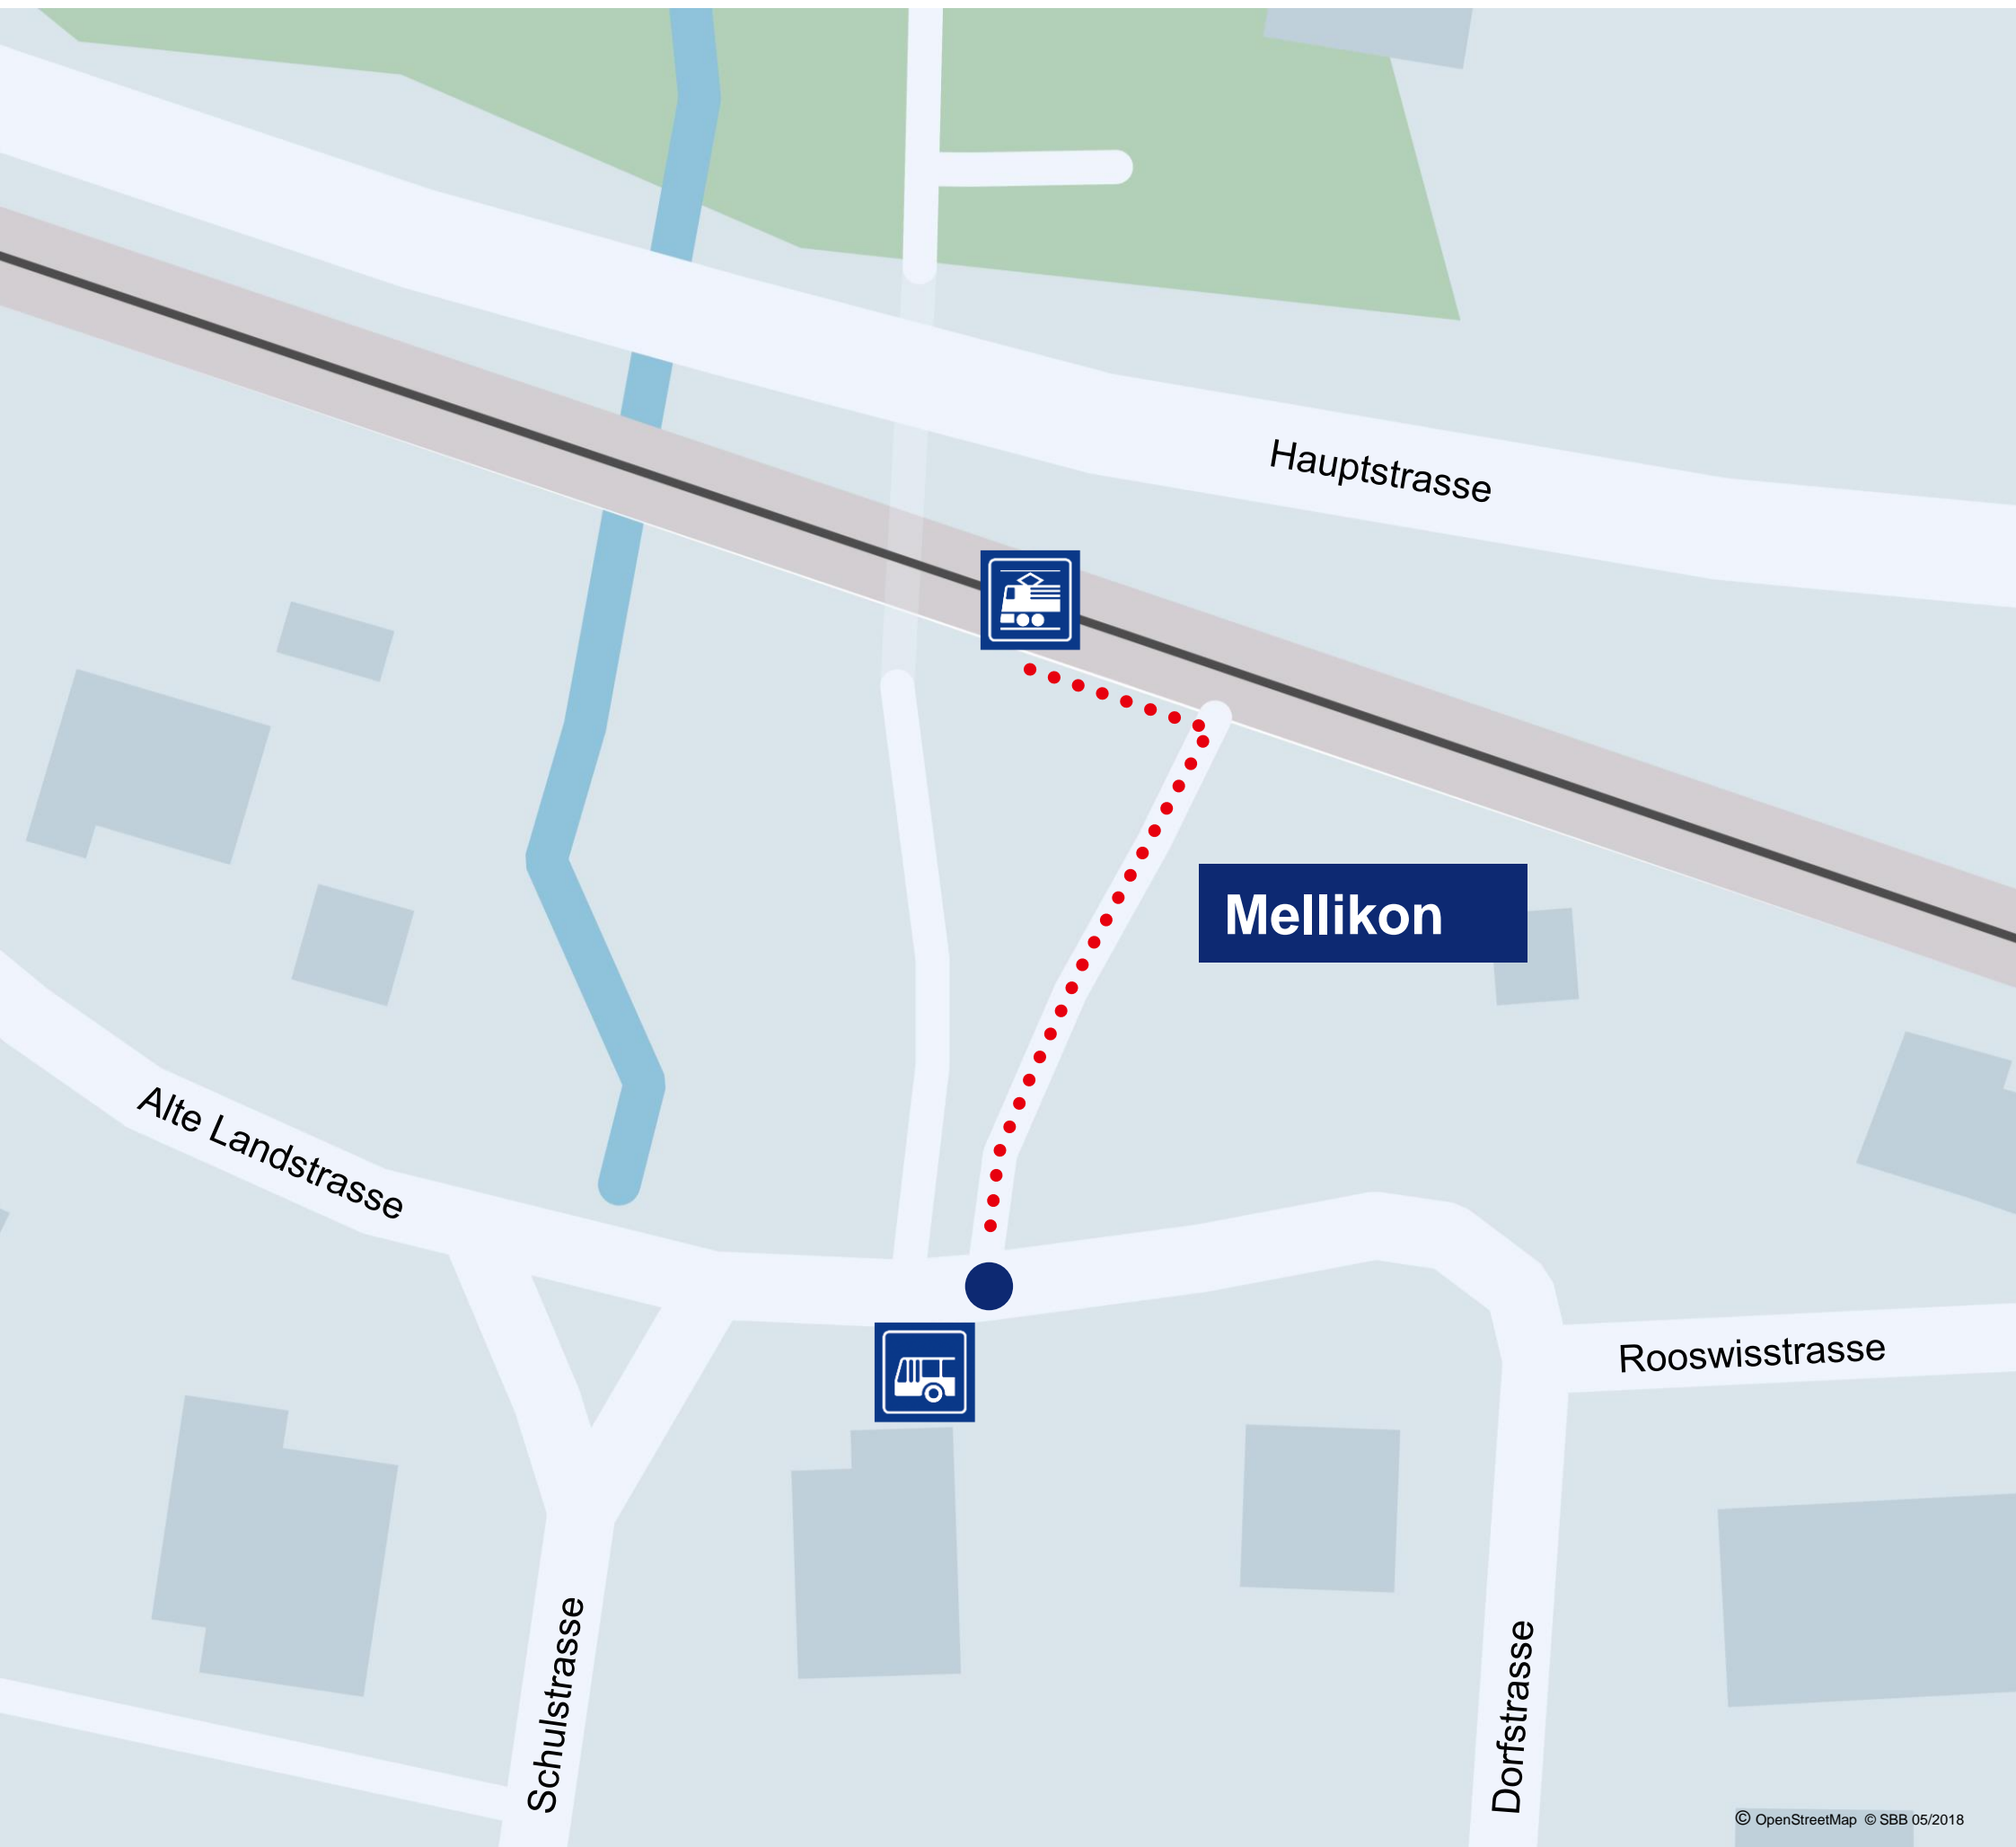 Hauptstrasse
Mellikon
Alte Landstrasse
Rooswisstrasse
Schulstrasse
Dorfstrasse
© OpenStreetMap © SBB 05/2018